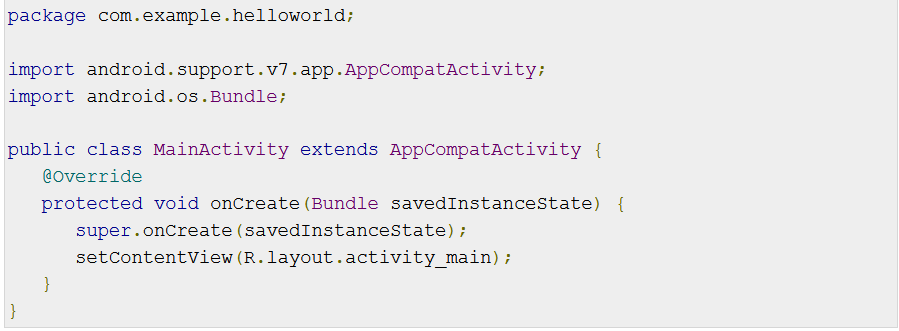 package com.example.helloworld;
import android.support.v7.app.AppCompatActivity;
import android.os.Bundle;
public class MainActivity extends AppCompatActivity {
@Override
protected void onCreate(Bundle savedInstanceState) {
super.onCreate(savedInstanceState);
setContentView(R.layout.activity_main);
}
}